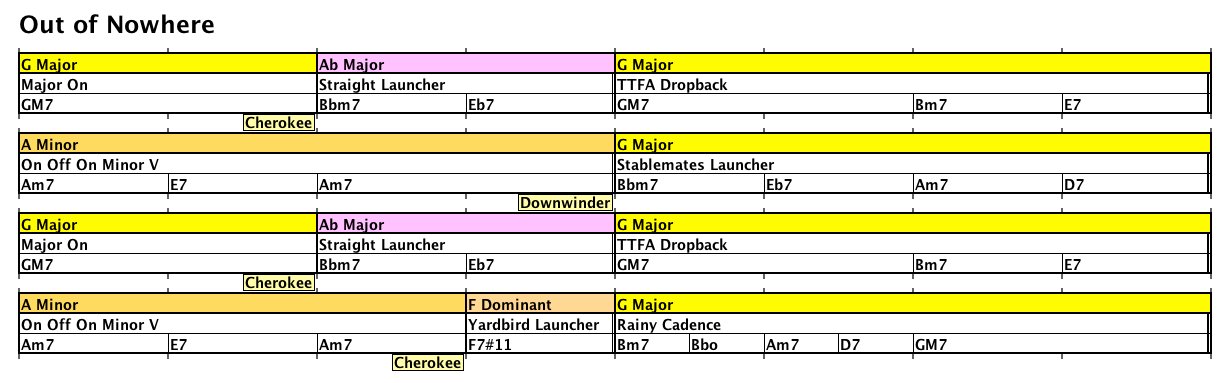 Out of Nowhere
G Major Ab Major G Major
Major On Straight Launcher TTFA Dropback
GM7 Bbm7 Eb7 GM7 Bm7 E7
Cherokee
A Minor G Major
On Off On Minor V Stablemates Launcher
Am7 E7 Am7 Bbm7 Eb7 Am7 D7
Downwinder
G Major Ab Major G Major
Major On Straight Launcher TTFA Dropback
GM7 Bbm7 Eb7 GM7 Bm7 E7
Cherokee
A Minor F Dominant G Major
On Off On Minor V Yardbird Launcher Rainy Cadence
Am7 E7 Am7 F7#11 Bm7 Bbo Am7 D7 GM7
Cherokee